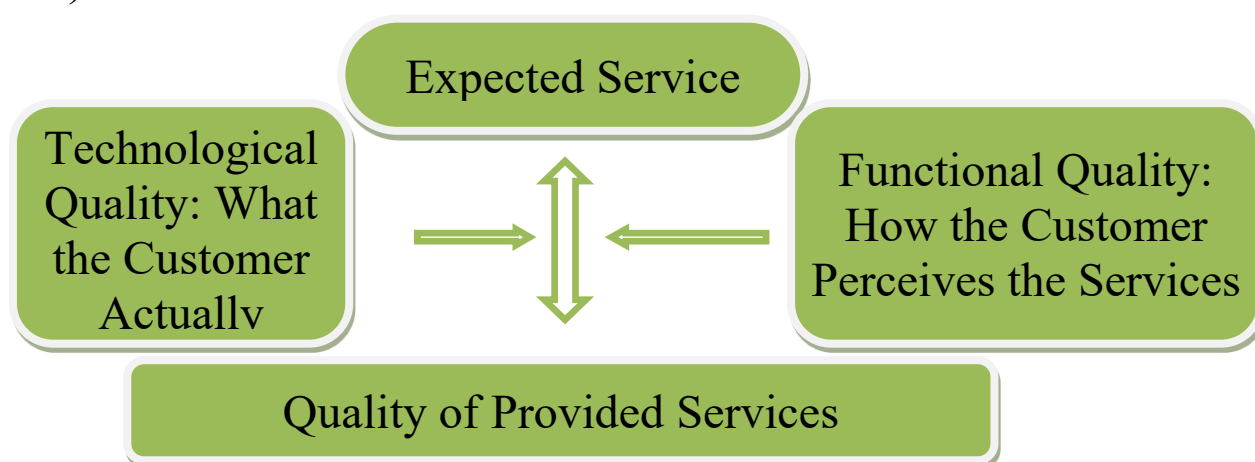 Expected Service
Technological
Quality: What
the Customer
Actually
Functional Quality:
How the Customer
Perceives the Services
Quality of Provided Services